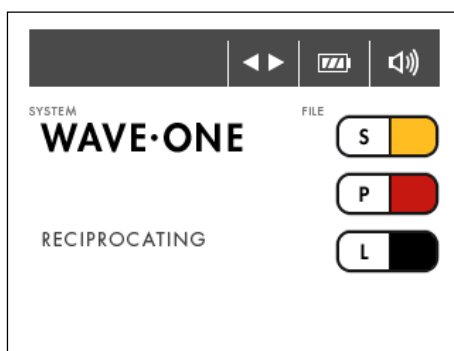 SYSTEM
WAVE•ONE
RECIPROCATING
FILE
S
P
L